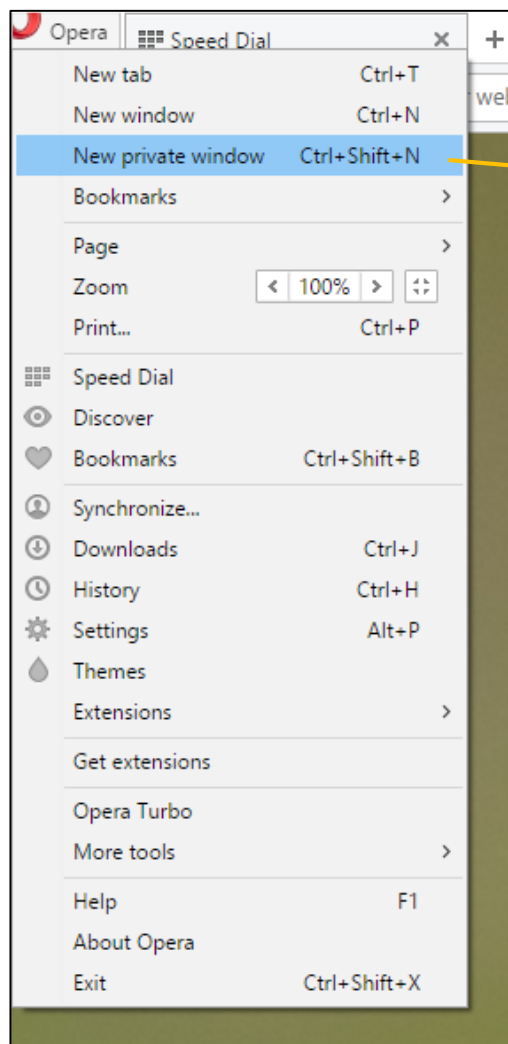 Opera Speed Dial
wel
New tab Ctrl+T
New window Ctrl+N
New private window Ctrl+Shift+N
Bookmarks
Page
Zoom 100%
Print... Ctrl+P
Speed Dial
Discover
Bookmarks Ctrl+Shift+B
Synchronize...
Downloads Ctrl+J
History Ctrl+H
Settings Alt+P
Themes
Extensions
Get extensions
Opera Turbo
More tools
Help F1
About Opera
Exit Ctrl+Shift+X